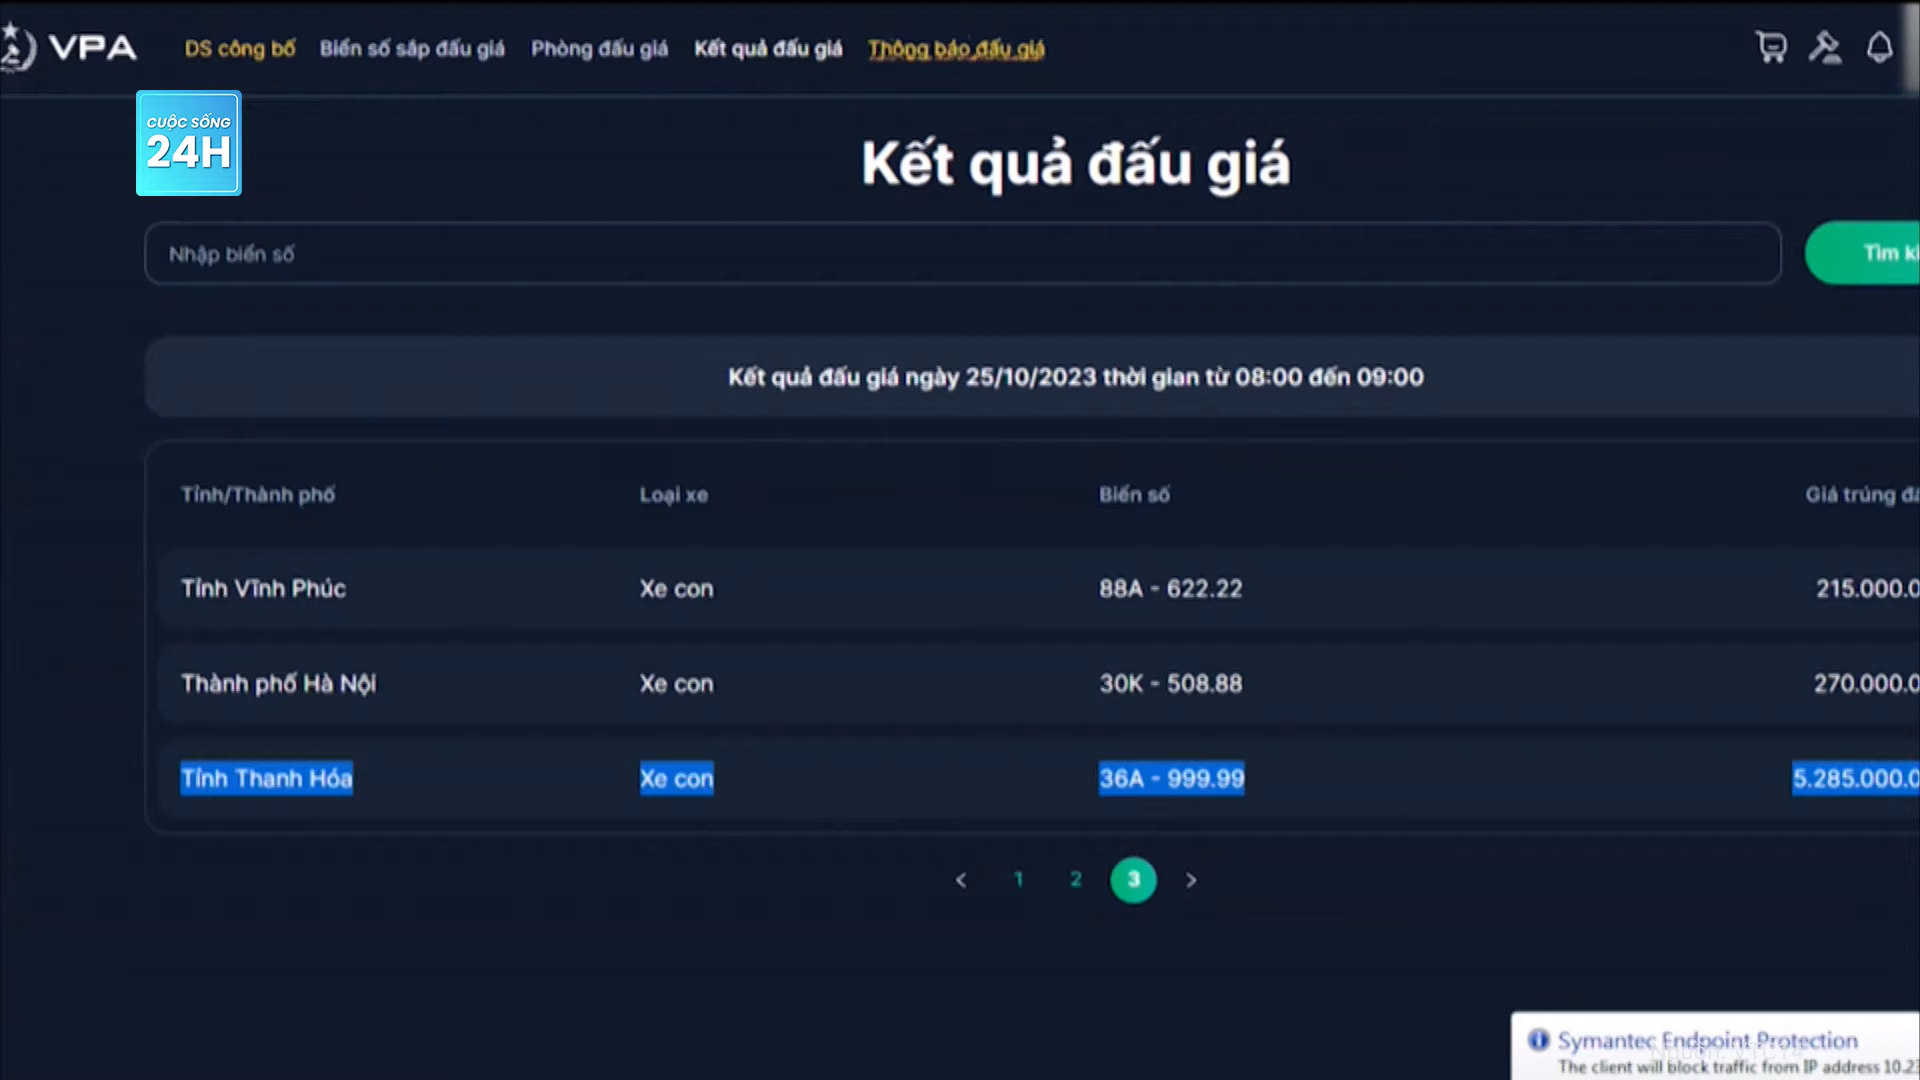 VPA DS công bố Biển số sắp đấu giá Phòng đấu giá Kết quả đấu giá Thông báo đấu giá
CUỘC SỐNG
24H
Kết quả đấu giá
Nhập biển số
Tìm ki
Kết quả đấu giá ngày 25/10/2023 thời gian từ 08:00 đến 09:00
Tỉnh/Thành phố Loại xe Biển số Giá trúng đấ
Tỉnh Vĩnh Phúc Xe con 88A - 622.22 215.000.0
Thành phố Hà Nội Xe con 30K - 508.88 270.000.0
Tỉnh Thanh Hóa Xe con 36A - 999.99 5.285.000.0
< 1 2 3 >
Symantec Endpoint Protection
The client will block traffic from IP address 10.23